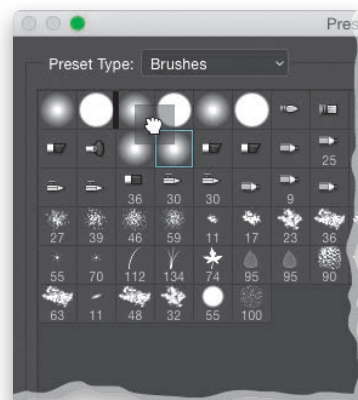 Pres
Preset Type: Brushes
25
36 30 30 9
27 39 46 59 11 17 23 36
55 70 112 134 74 95 95 90
63 11 48 32 55 100